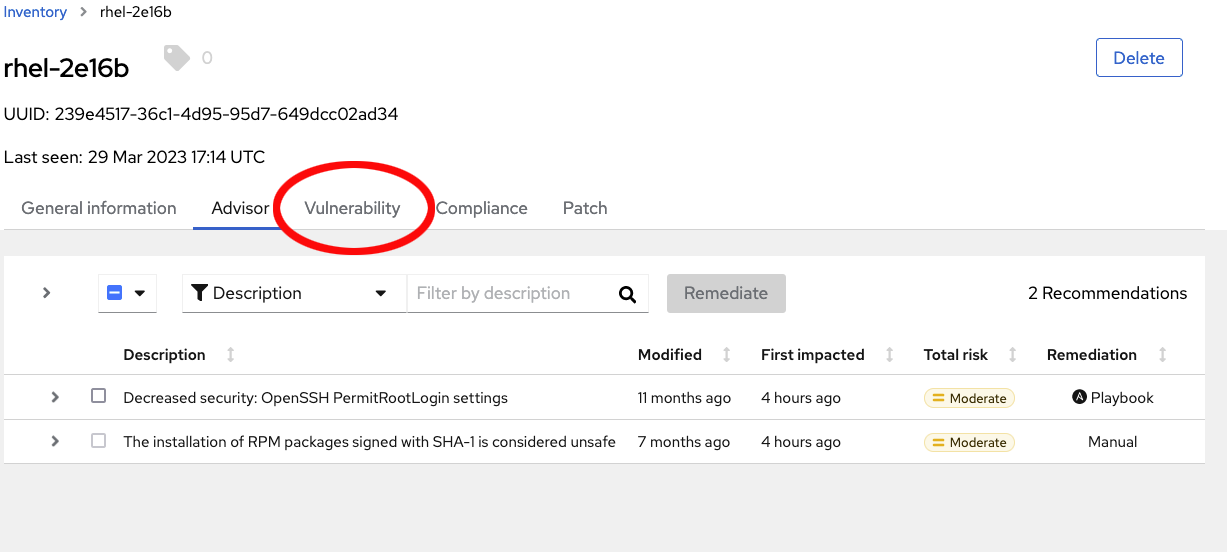 Inventory > rhel-2e16b
rhel-2e16b 0 Delete
UUID: 239e4517-36c1-4d95-95d7-649dcc02ad34
Last seen: 29 Mar 2023 17:14 UTC
General information Advisor Vulnerability Compliance Patch
Description Filter by description Remediate 2 Recommendations
Description Modified First impacted Total risk Remediation
Decreased security: OpenSSH PermitRootLogin settings 11 months ago 4 hours ago Moderate A Playbook
The installation of RPM packages signed with SHA-1 is considered unsafe 7 months ago 4 hours ago Moderate Manual